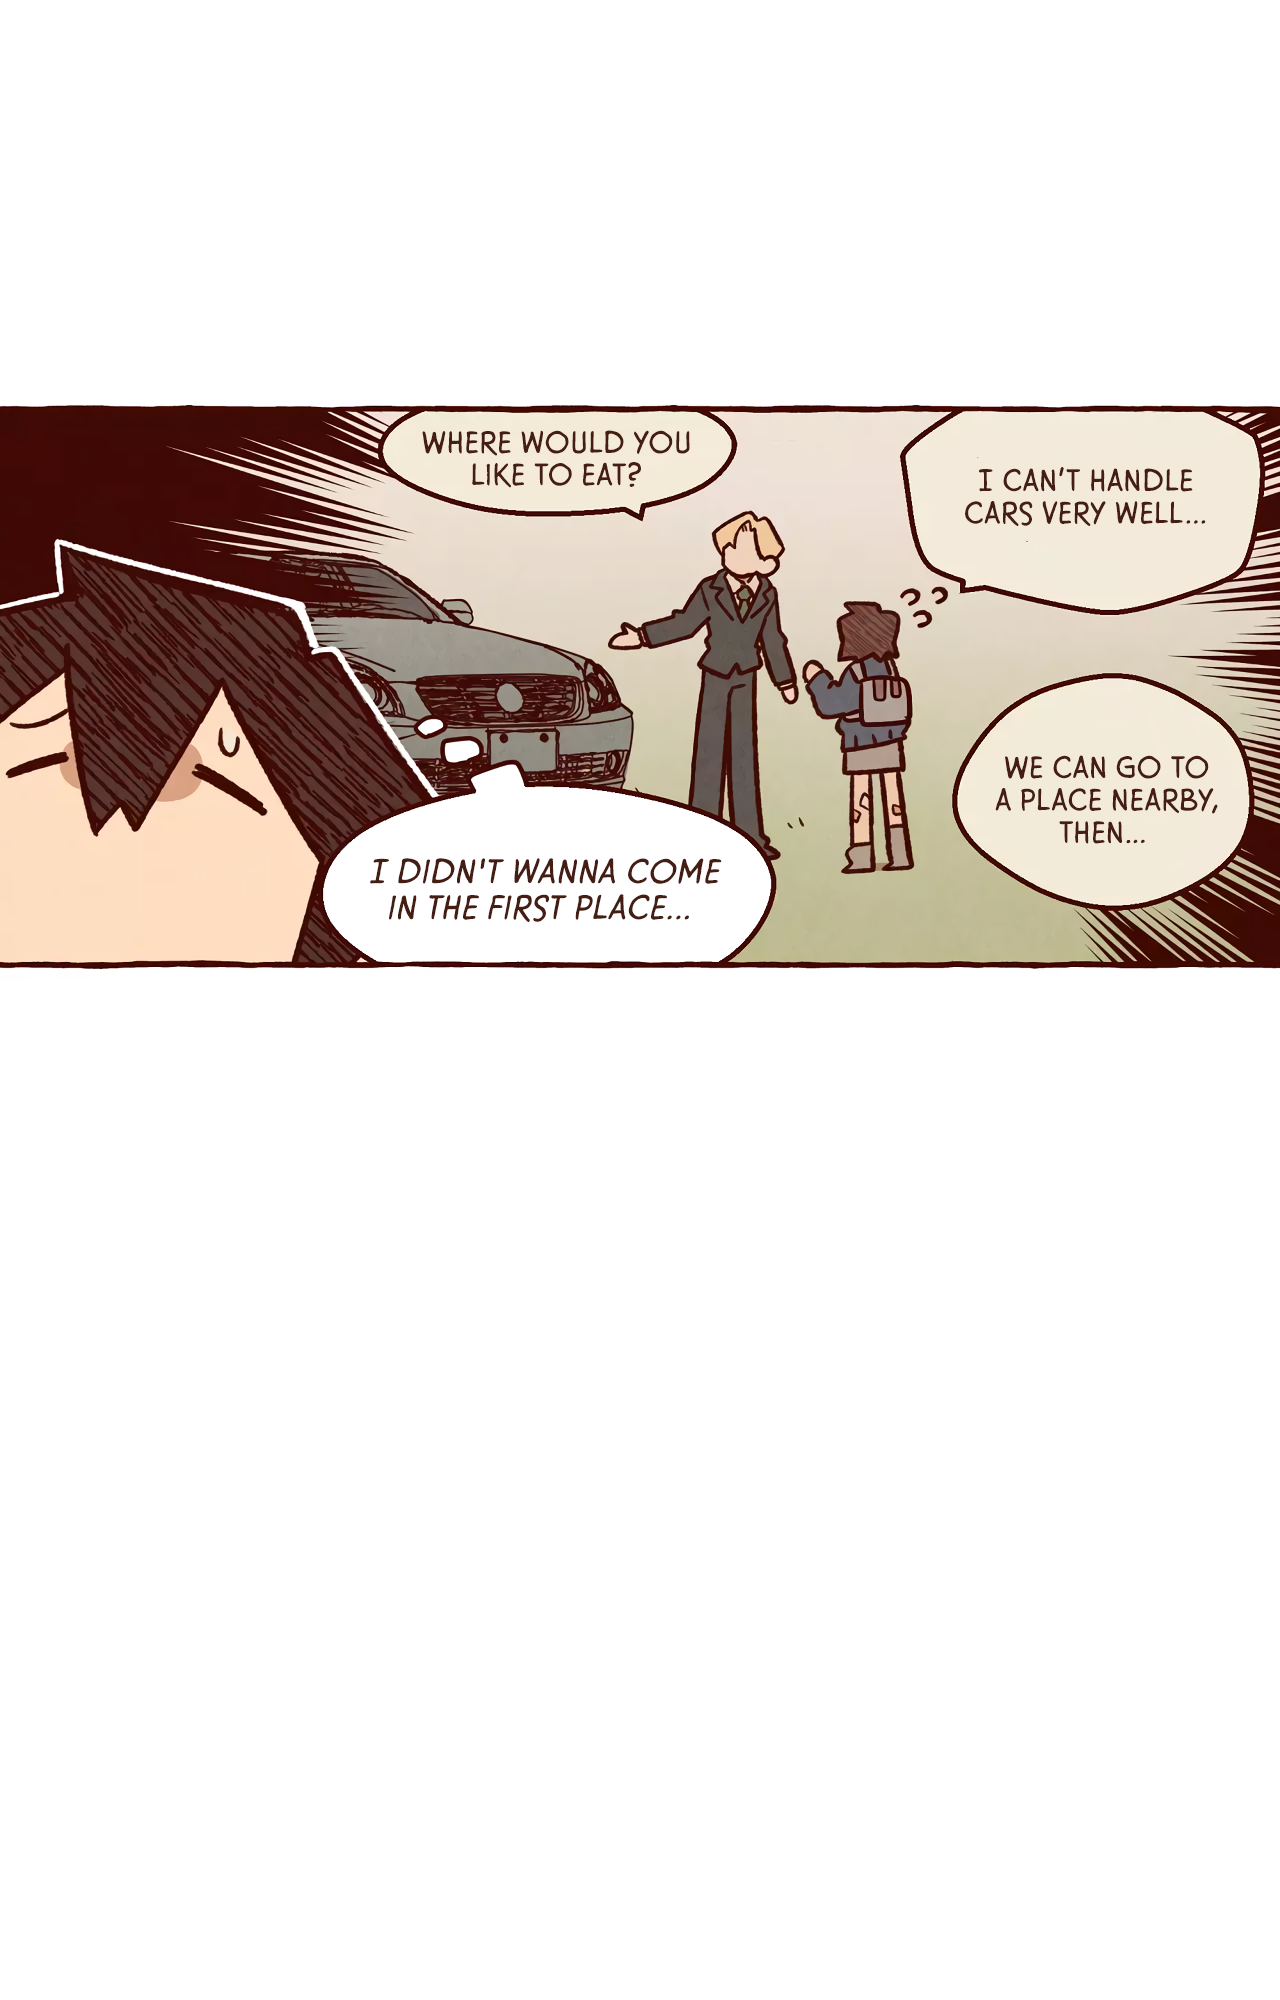 WHERE WOULD YOU
LIKE TO EAT?
I CAN'T HANDLE
CARS VERY WELL...
WE CAN GO TO
A PLACE NEARBY,
THEN...
I DIDN'T WANNA COME
IN THE FIRST PLACE...